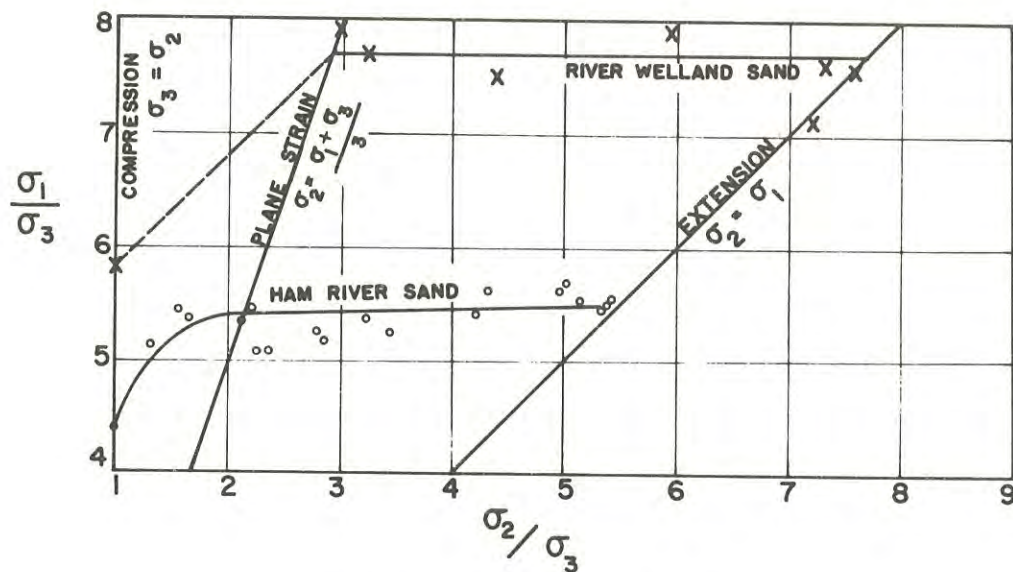 8
7
6
5
4
σ₁/σ₃
COMPRESSION
σ₃ = σ₂
PLANE STRAIN
σ₂ = (σ₁ + σ₃)/3
RIVER WELLAND SAND
EXTENSION
σ₂ = σ₁
HAM RIVER SAND
1 2 3 4 5 6 7 8 9
σ₂/σ₃